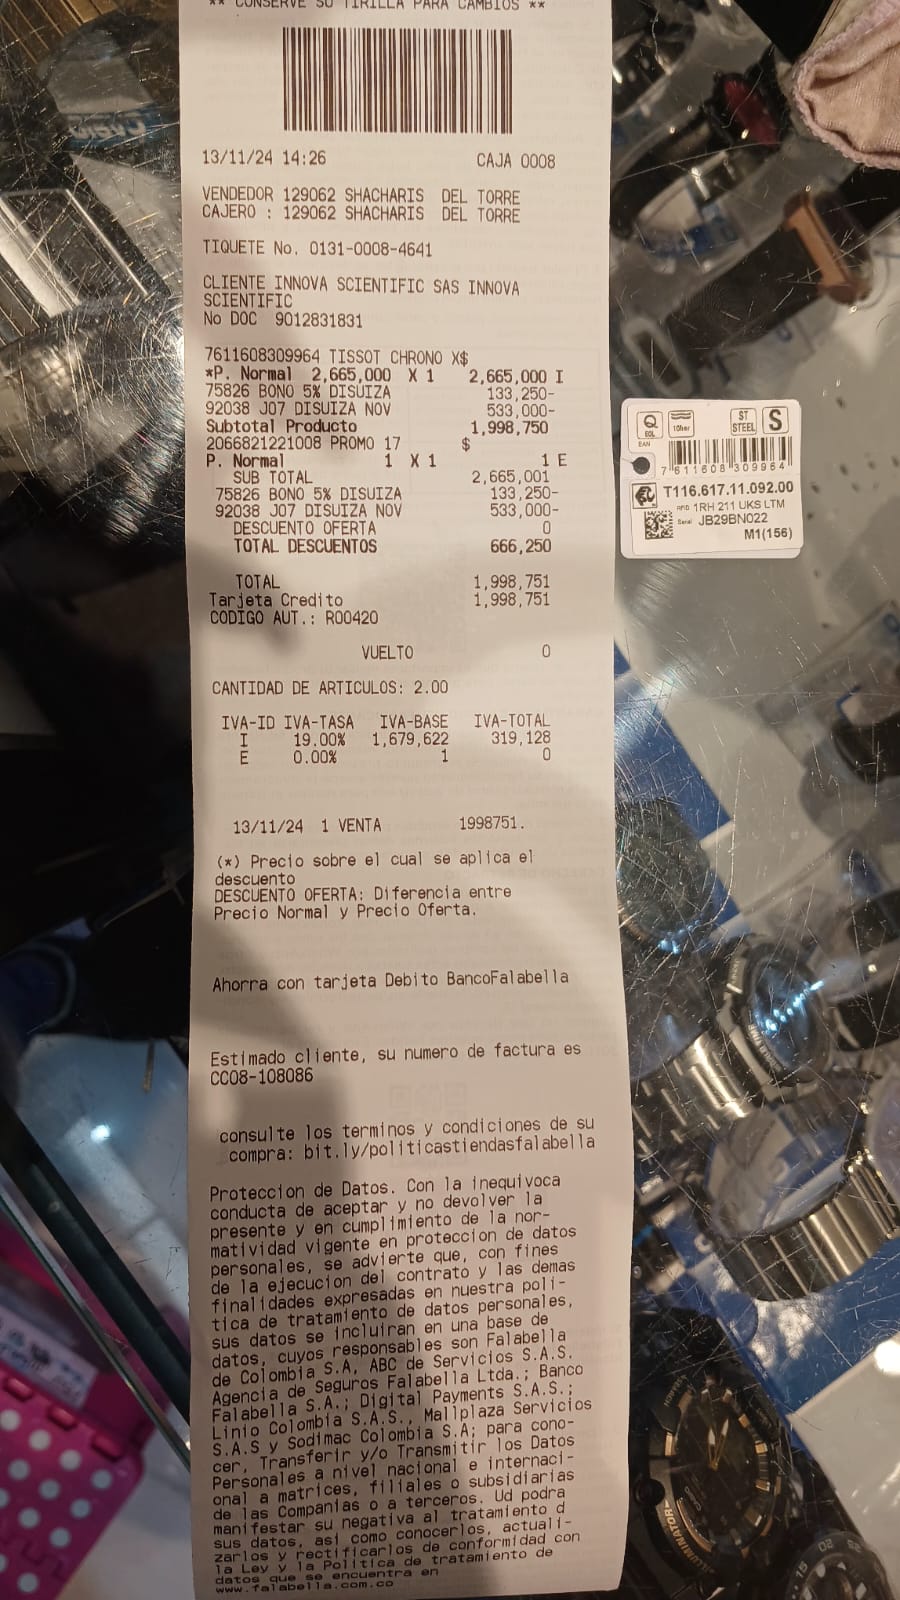 ** CONSERVE SU TIRILLA PARA CAMBIOS **
13/11/24 14:26 CAJA 0008
VENDEDOR 129062 SHACHARIS DEL TORRE
CAJERO : 129062 SHACHARIS DEL TORRE
TIQUETE No. 0131-0008-4641
CLIENTE INNOVA SCIENTIFIC SAS INNOVA
SCIENTIFIC
No DOC 9012831831
7611608309964 TISSOT CHRONO X$
*P. Normal 2,665,000 X 1 2,665,000 I
75826 BONO 5% DISUIZA 133,250-
92038 J07 DISUIZA NOV 533,000-
Subtotal Producto 1,998,750
2066821221008 PROMO 17 $
P. Normal 1 X 1 1 E
SUB TOTAL 2,665,001
75826 BONO 5% DISUIZA 133,250-
92038 J07 DISUIZA NOV 533,000-
DESCUENTO OFERTA 0
TOTAL DESCUENTOS 666,250
TOTAL 1,998,751
Tarjeta Credito 1,998,751
CODIGO AUT.: R00420
VUELTO 0
CANTIDAD DE ARTICULOS: 2.00
IVA-ID IVA-TASA IVA-BASE IVA-TOTAL
I 19.00% 1,679,622 319,128
E 0.00% 1 0
13/11/24 1 VENTA 1998751.
(*) Precio sobre el cual se aplica el
descuento
DESCUENTO OFERTA: Diferencia entre
Precio Normal y Precio Oferta.
Ahorra con tarjeta Debito BancoFalabella
Estimado cliente, su numero de factura es
CC08-108086
consulte los terminos y condiciones de su
compra: bit.ly/politicastiendasfalabella
Proteccion de Datos. Con la inequivoca
conducta de aceptar y no devolver la
presente y en cumplimiento de la nor-
matividad vigente en proteccion de datos
personales, se advierte que, con fines
de la ejecucion del contrato y las demas
finalidades expresadas en nuestra poli-
tica de tratamiento de datos personales,
sus datos se incluiran en una base de
datos, cuyos responsables son Falabella
de Colombia S.A, ABC de Servicios S.A.S.
Agencia de Seguros Falabella Ltda.; Banco
Falabella S.A.; Digital Payments S.A.S.;
Linio Colombia S.A.S., Mallplaza Servicios
S.A.S y Sodimac Colombia S.A; para cono-
cer, Transferir y/o Transmitir los Datos
Personales a nivel nacional e internaci-
onal a matrices, filiales o subsidiarias
de las Companias o a terceros. Ud podra
manifestar su negativa al tratamiento d
sus datos, asi como conocerlos, actuali-
zarlos y rectificarlos de conformidad con
la Ley y la Politica de tratamiento de
datos que se encuentra en
www.falabella.com.co
Q
EOL
10bar
ST
STEEL
S
EAN
7 611608 309964
T116.617.11.092.00
RFID 1RH 211 UKS LTM
Serial JB29BN022
M1(156)
CASIO
ILLUMINATOR